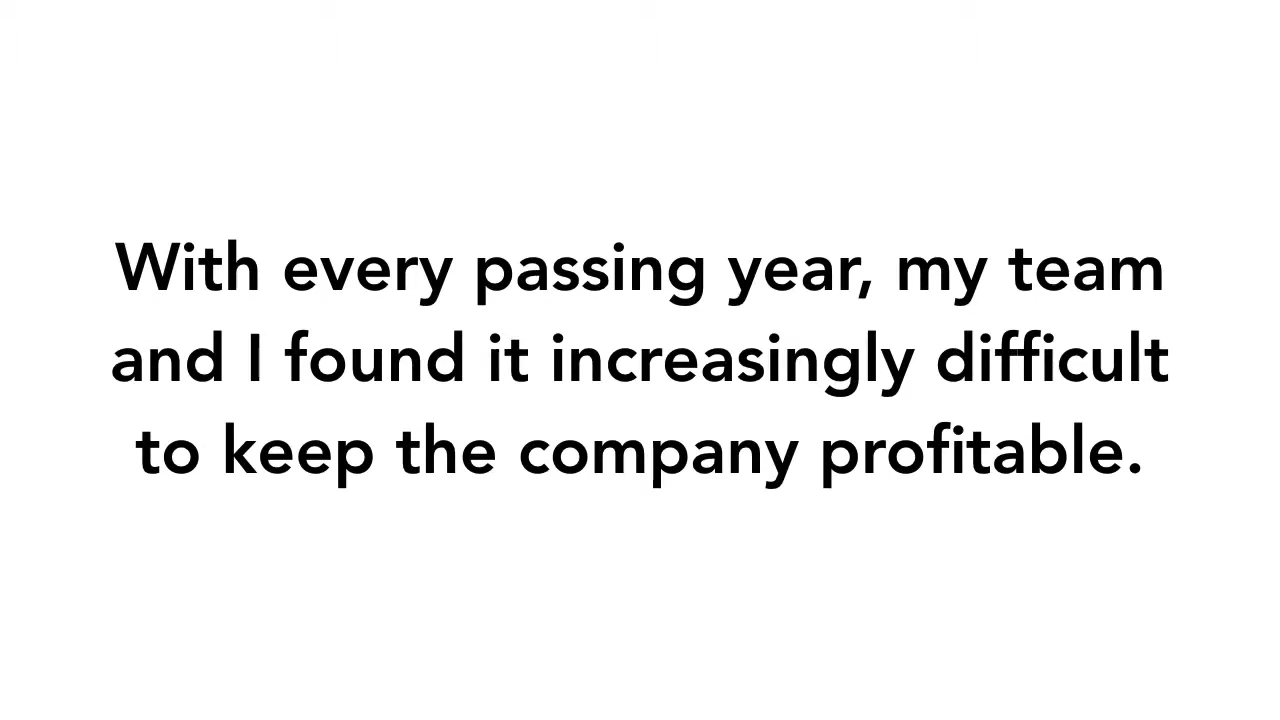 With every passing year, my team
and I found it increasingly difficult
to keep the company profitable.